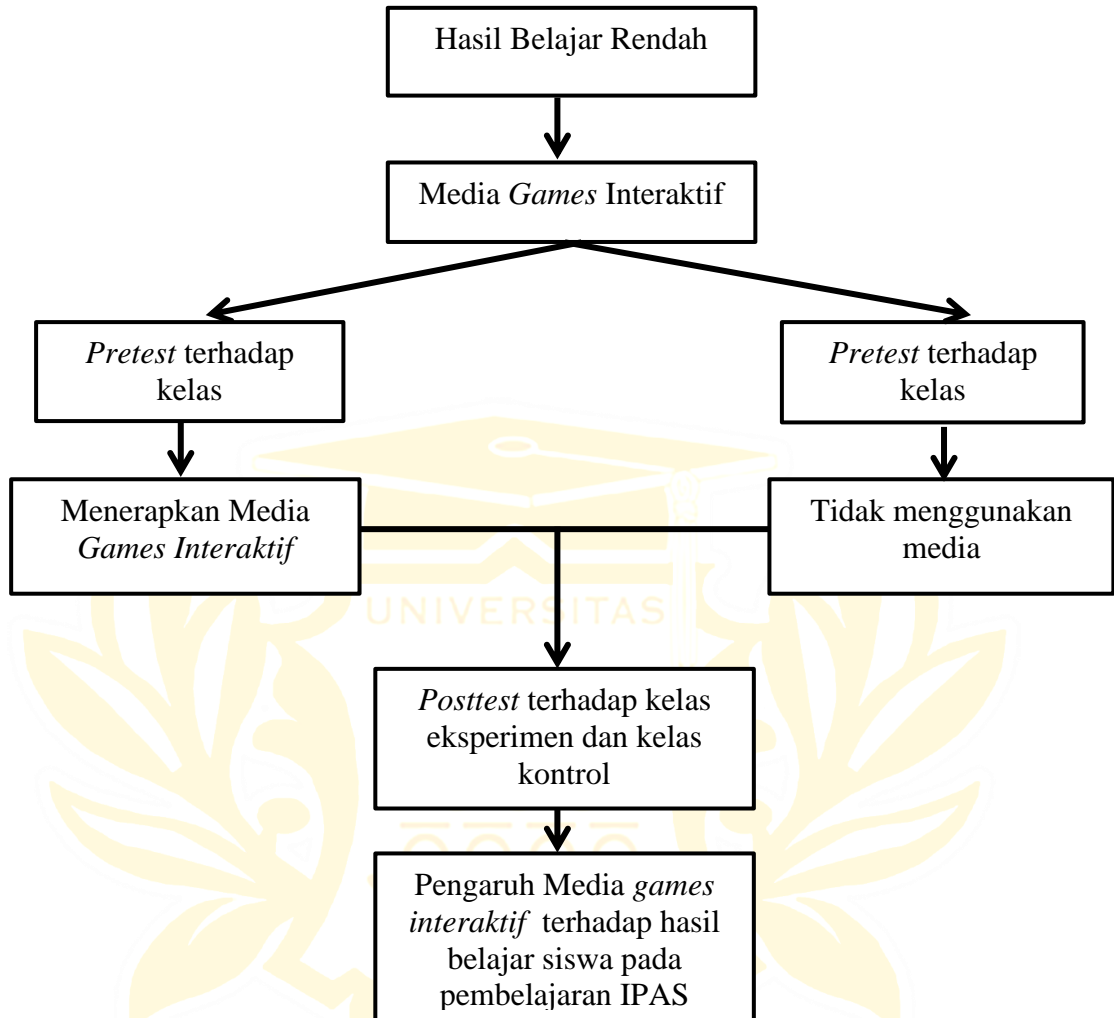 Hasil Belajar Rendah
Media Games Interaktif
Pretest terhadap
kelas
Pretest terhadap
kelas
Menerapkan Media
Games Interaktif
Tidak menggunakan
media
UNIVERSITAS
Posttest terhadap kelas
eksperimen dan kelas
kontrol
Pengaruh Media games
interaktif terhadap hasil
belajar siswa pada
pembelajaran IPAS